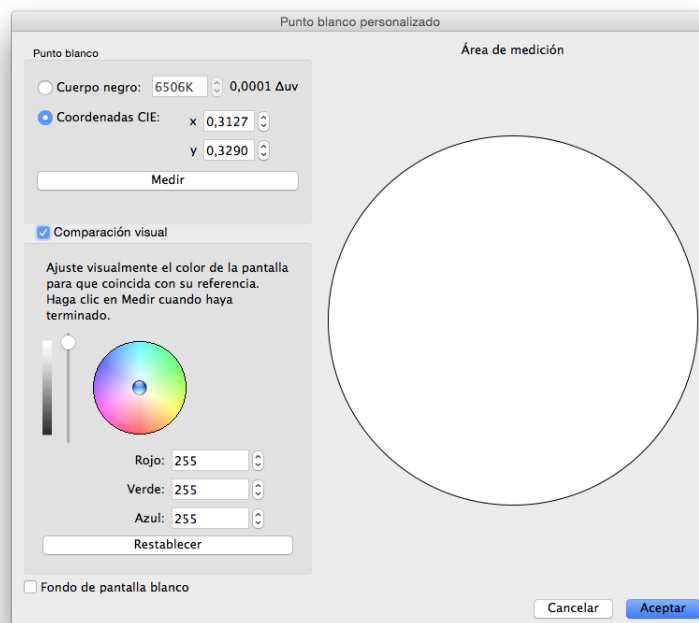 Punto blanco personalizado
Punto blanco
Cuerpo negro: 6506K 0,0001 Δuv
Coordenadas CIE: x 0,3127
y 0,3290
Medir
Comparación visual
Ajuste visualmente el color de la pantalla
para que coincida con su referencia.
Haga clic en Medir cuando haya
terminado.
Rojo: 255
Verde: 255
Azul: 255
Restablecer
Fondo de pantalla blanco
Área de medición
Cancelar Aceptar